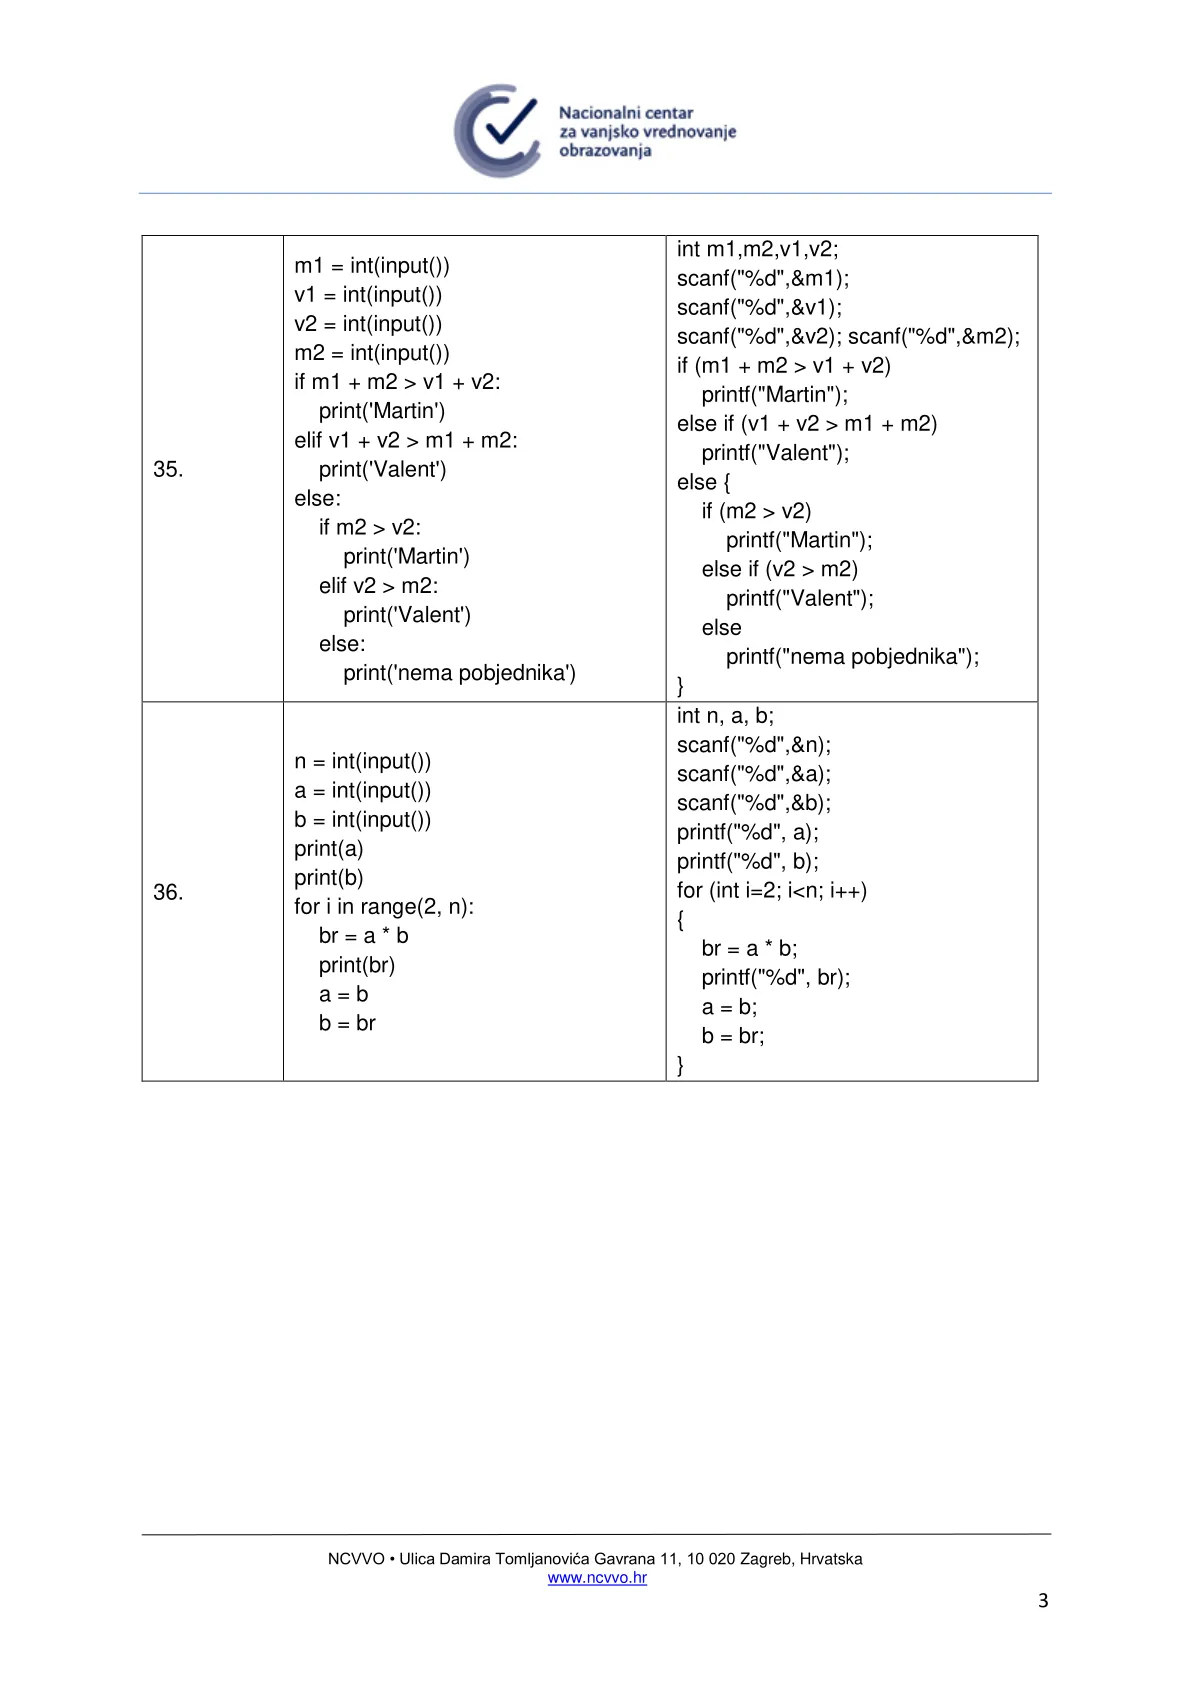 Nacionalni centar
za vanjsko vrednovanje
obrazovanja
35.
m1 = int(input())
v1 = int(input())
v2 = int(input())
m2 = int(input())
if m1 + m2 > v1 + v2:
    print('Martin')
elif v1 + v2 > m1 + m2:
    print('Valent')
else:
    if m2 > v2:
        print('Martin')
    elif v2 > m2:
        print('Valent')
    else:
        print('nema pobjednika')
int m1,m2,v1,v2;
scanf("%d",&m1);
scanf("%d",&v1);
scanf("%d",&v2); scanf("%d",&m2);
if (m1 + m2 > v1 + v2)
    printf("Martin");
else if (v1 + v2 > m1 + m2)
    printf("Valent");
else {
    if (m2 > v2)
        printf("Martin");
    else if (v2 > m2)
        printf("Valent");
    else
        printf("nema pobjednika");
}
36.
n = int(input())
a = int(input())
b = int(input())
print(a)
print(b)
for i in range(2, n):
    br = a * b
    print(br)
    a = b
    b = br
int n, a, b;
scanf("%d",&n);
scanf("%d",&a);
scanf("%d",&b);
printf("%d", a);
printf("%d", b);
for (int i=2; i<n; i++)
{
    br = a * b;
    printf("%d", br);
    a = b;
    b = br;
}
NCVVO • Ulica Damira Tomljanovića Gavrana 11, 10 020 Zagreb, Hrvatska
www.ncvvo.hr
3